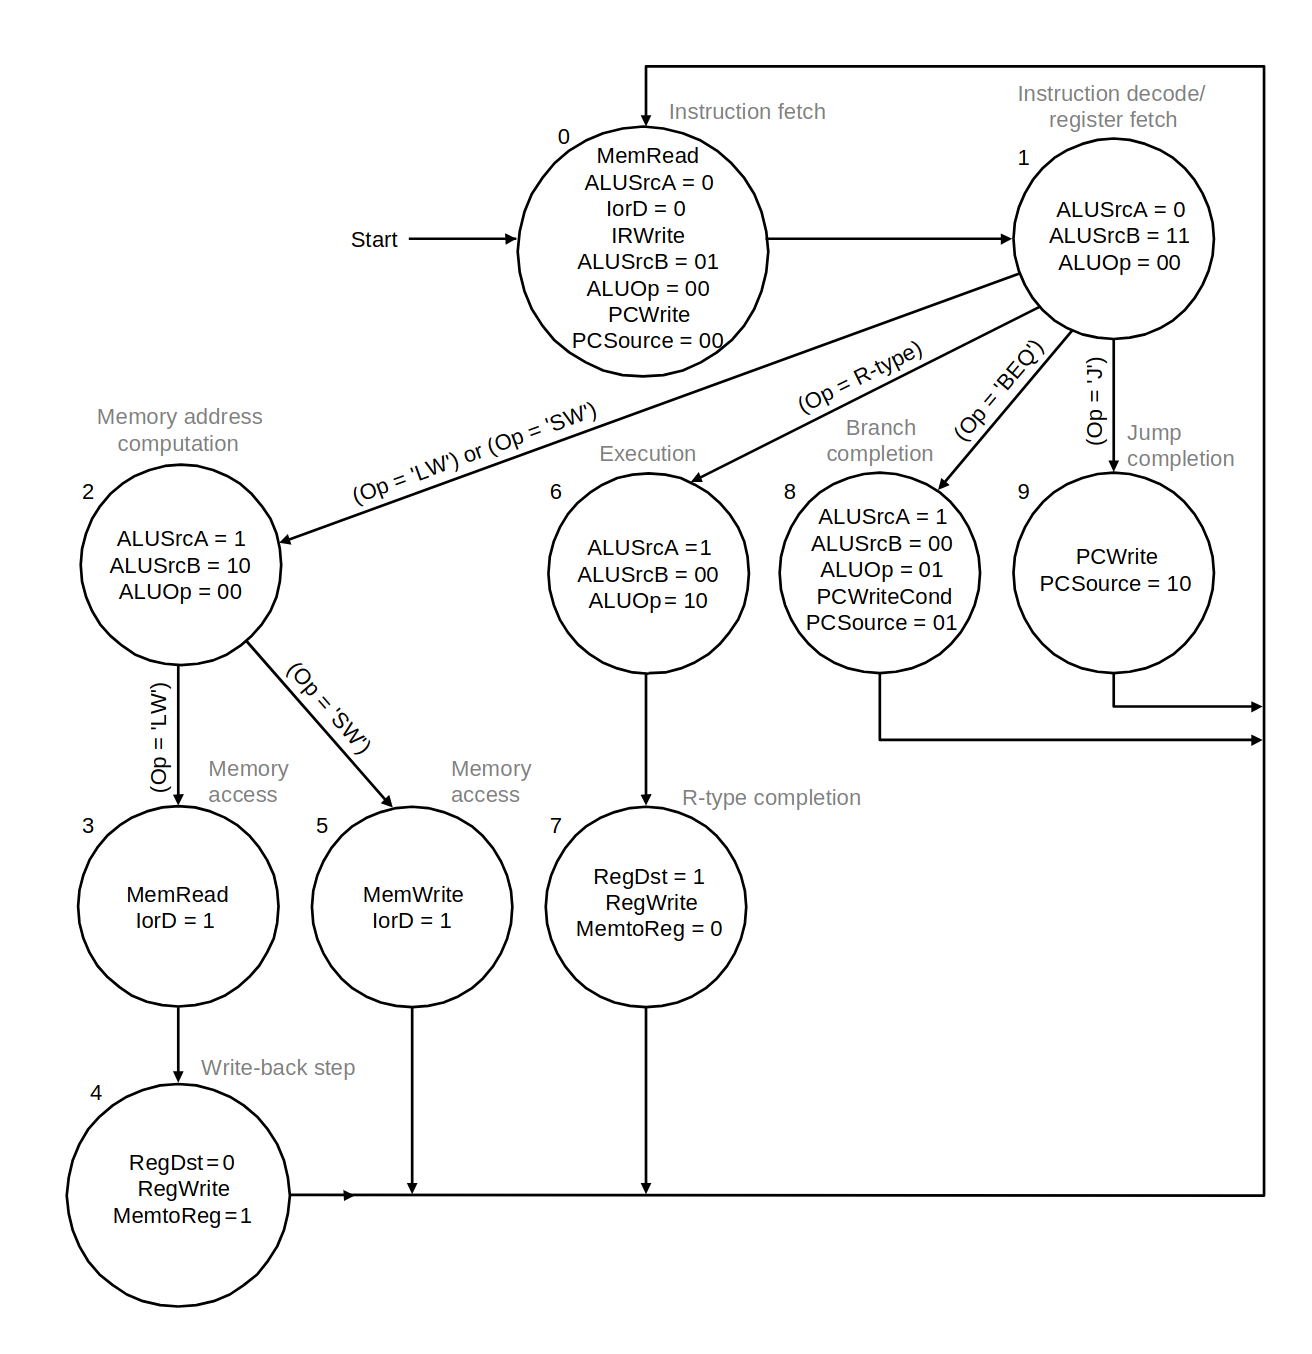 Instruction fetch
0
MemRead
ALUSrcA = 0
IorD = 0
IRWrite
ALUSrcB = 01
ALUOp = 00
PCWrite
PCSource = 00
Start
Instruction decode/
register fetch
1
ALUSrcA = 0
ALUSrcB = 11
ALUOp = 00
(Op = 'LW') or (Op = 'SW')
(Op = R-type)
(Op = 'BEQ')
(Op = 'J')
Memory address
computation
2
ALUSrcA = 1
ALUSrcB = 10
ALUOp = 00
Execution
6
ALUSrcA = 1
ALUSrcB = 00
ALUOp = 10
Branch
completion
8
ALUSrcA = 1
ALUSrcB = 00
ALUOp = 01
PCWriteCond
PCSource = 01
Jump
completion
9
PCWrite
PCSource = 10
(Op = 'LW')
(Op = 'SW')
Memory
access
3
MemRead
IorD = 1
Memory
access
5
MemWrite
IorD = 1
R-type completion
7
RegDst = 1
RegWrite
MemtoReg = 0
Write-back step
4
RegDst = 0
RegWrite
MemtoReg = 1